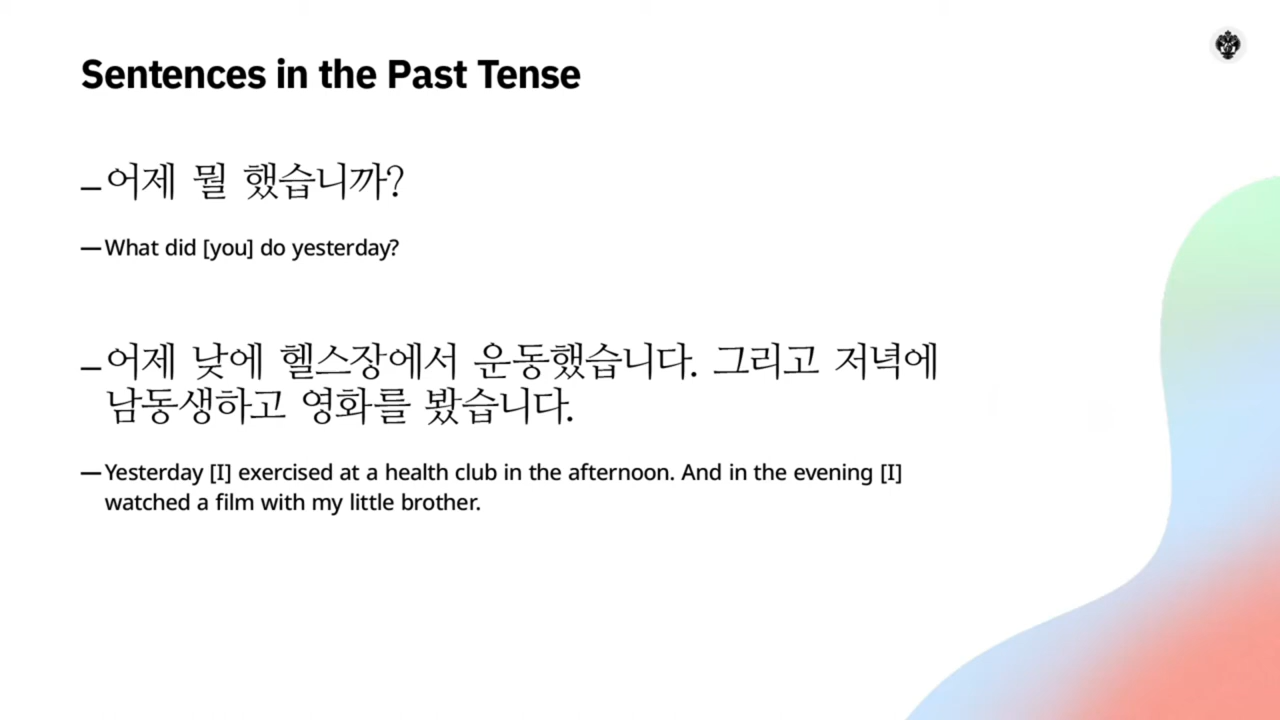 Sentences in the Past Tense
–어제 뭘 했습니까?
—What did [you] do yesterday?
–어제 낮에 헬스장에서 운동했습니다. 그리고 저녁에
남동생하고 영화를 봤습니다.
—Yesterday [I] exercised at a health club in the afternoon. And in the evening [I]
watched a film with my little brother.